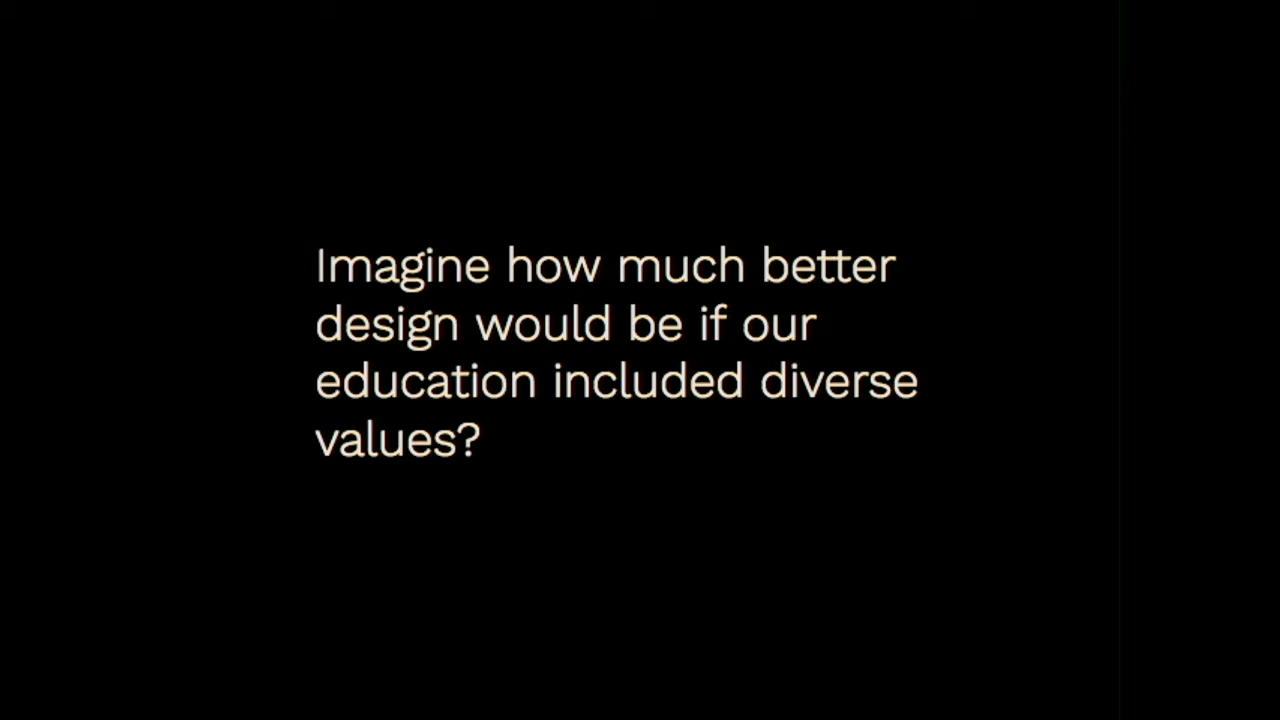 Imagine how much better
design would be if our
education included diverse
values?